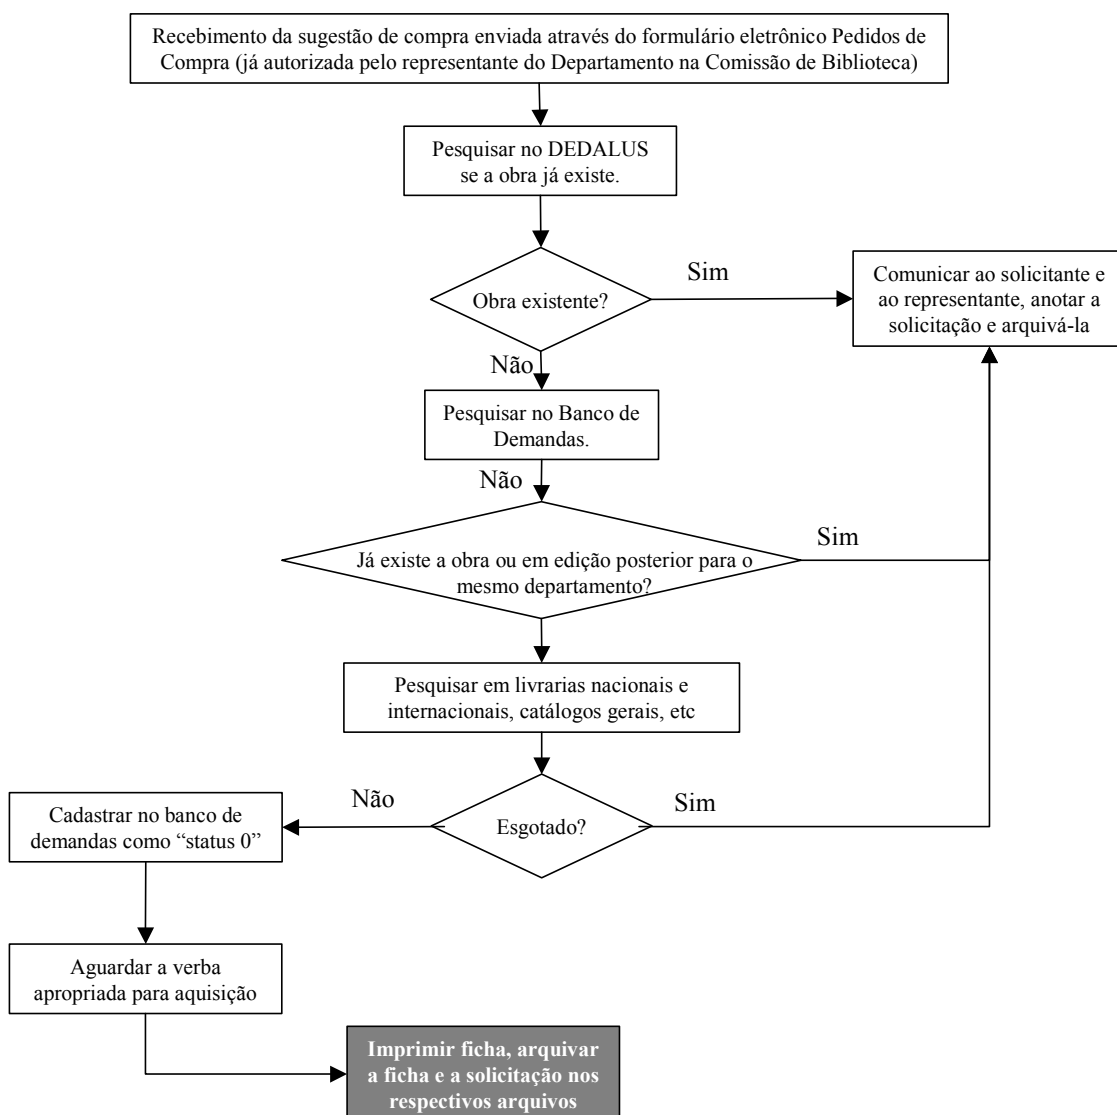 Recebimento da sugestão de compra enviada através do formulário eletrônico Pedidos de
Compra (já autorizada pelo representante do Departamento na Comissão de Biblioteca)
Pesquisar no DEDALUS
se a obra já existe.
Obra existente?
Sim
Comunicar ao solicitante e
ao representante, anotar a
solicitação e arquivá-la
Não
Pesquisar no Banco de
Demandas.
Não
Já existe a obra ou em edição posterior para o
mesmo departamento?
Sim
Pesquisar em livrarias nacionais e
internacionais, catálogos gerais, etc
Esgotado?
Não
Sim
Cadastrar no banco de
demandas como “status 0”
Aguardar a verba
apropriada para aquisição
Imprimir ficha, arquivar
a ficha e a solicitação nos
respectivos arquivos